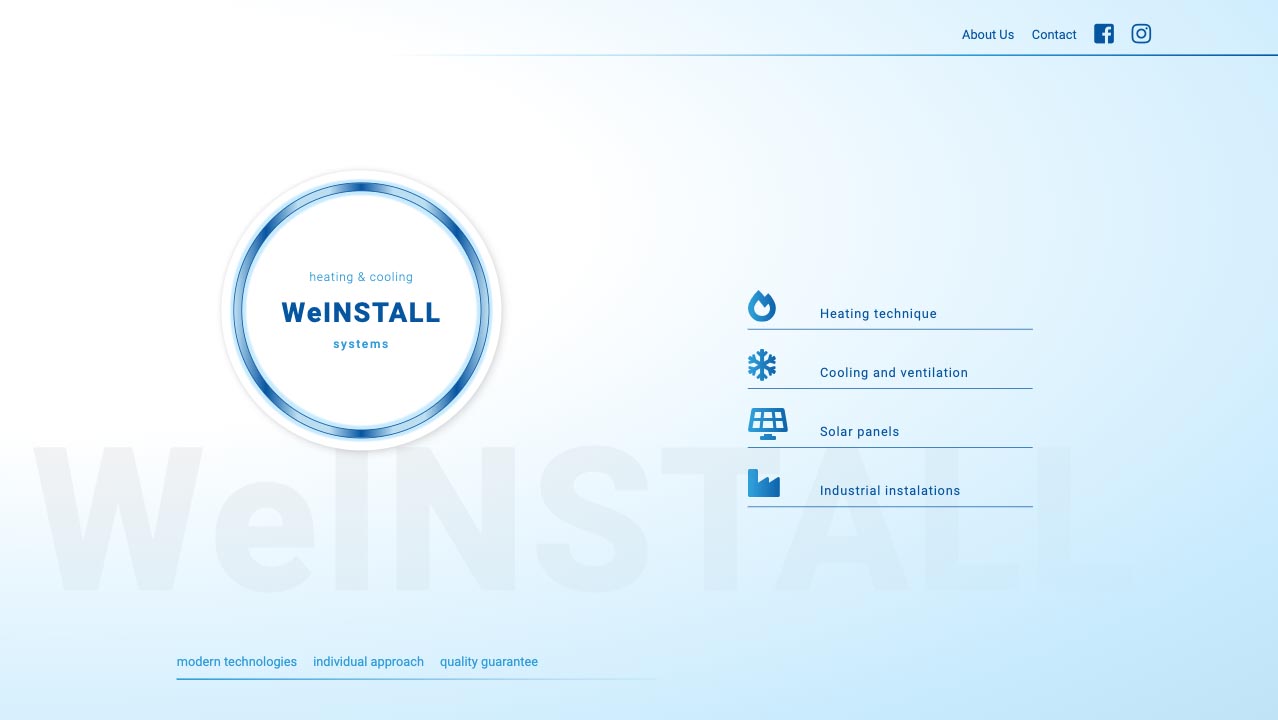 About Us Contact
heating & cooling
WeINSTALL
systems
Heating technique
Cooling and ventilation
Solar panels
Industrial instalations
WeINSTALL
modern technologies individual approach quality guarantee